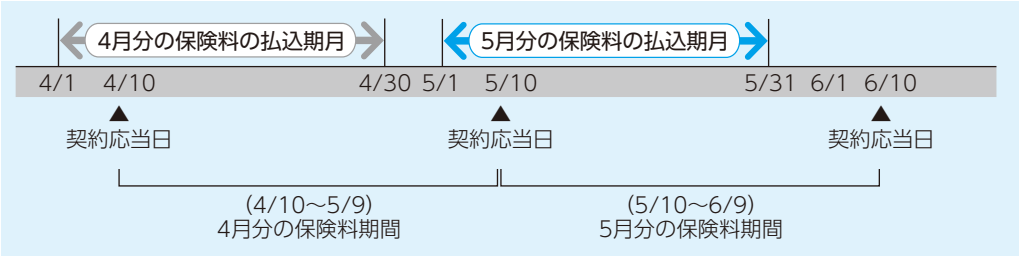 4月分の保険料の払込期月 5月分の保険料の払込期月
4/1 4/10 4/30 5/1 5/10 5/31 6/1 6/10
契約応当日 契約応当日 契約応当日
(4/10〜5/9) (5/10〜6/9)
4月分の保険料期間 5月分の保険料期間